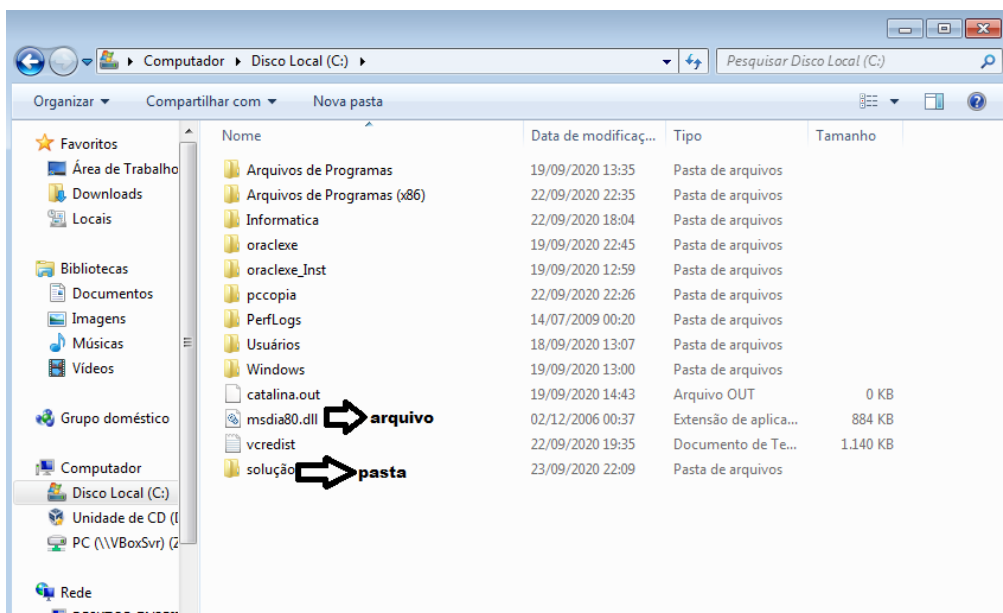 Computador Disco Local (C:)
Pesquisar Disco Local (C:)
Organizar Compartilhar com Nova pasta
Favoritos
Área de Trabalho
Downloads
Locais
Bibliotecas
Documentos
Imagens
Músicas
Vídeos
Grupo doméstico
Computador
Disco Local (C:)
Unidade de CD (
PC (\\VBoxSvr) (Z
Rede
Nome Data de modificaç... Tipo Tamanho
Arquivos de Programas 19/09/2020 13:35 Pasta de arquivos
Arquivos de Programas (x86) 22/09/2020 22:35 Pasta de arquivos
Informatica 22/09/2020 18:04 Pasta de arquivos
oraclexe 19/09/2020 22:45 Pasta de arquivos
oraclexe_Inst 19/09/2020 12:59 Pasta de arquivos
pccopia 22/09/2020 22:26 Pasta de arquivos
PerfLogs 14/07/2009 00:20 Pasta de arquivos
Usuários 18/09/2020 13:07 Pasta de arquivos
Windows 19/09/2020 13:00 Pasta de arquivos
catalina.out 19/09/2020 14:43 Arquivo OUT 0 KB
msdia80.dll arquivo 02/12/2006 00:37 Extensão de aplica... 884 KB
vcredist 22/09/2020 19:35 Documento de Te... 1.140 KB
solução pasta 23/09/2020 22:09 Pasta de arquivos